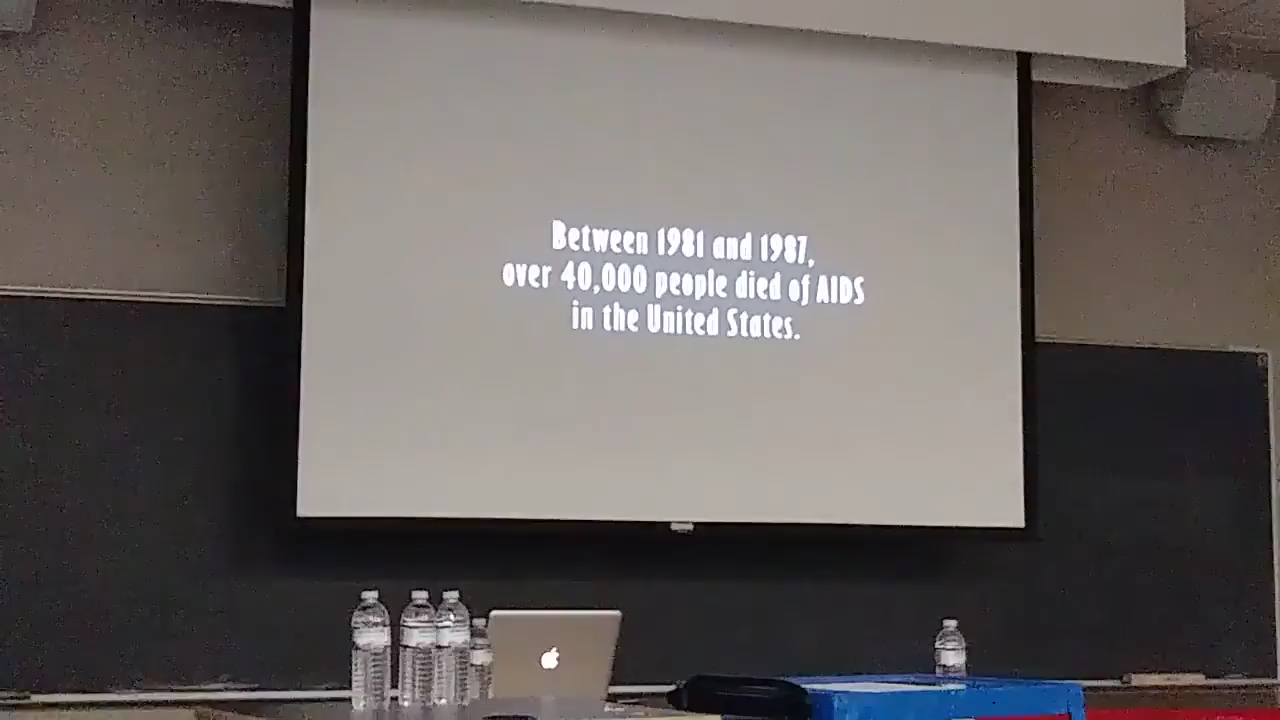 Between 1981 and 1987,
over 40,000 people died of AIDS
in the United States.